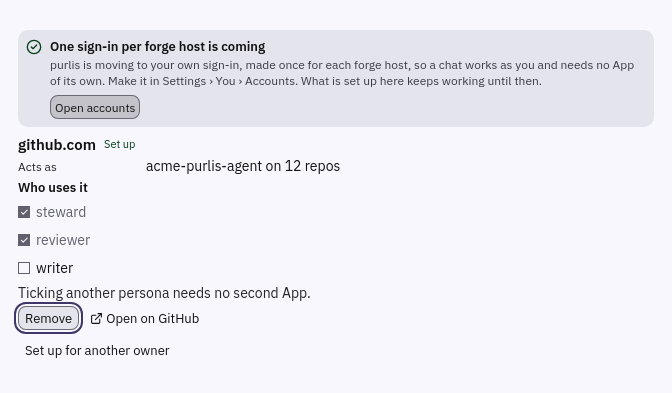 One sign-in per forge host is coming
purlis is moving to your own sign-in, made once for each forge host, so a chat works as you and needs no App
of its own. Make it in Settings › You › Accounts. What is set up here keeps working until then.
Open accounts
github.com Set up
Acts as acme-purlis-agent on 12 repos
Who uses it
steward
reviewer
writer
Ticking another persona needs no second App.
Remove Open on GitHub
Set up for another owner